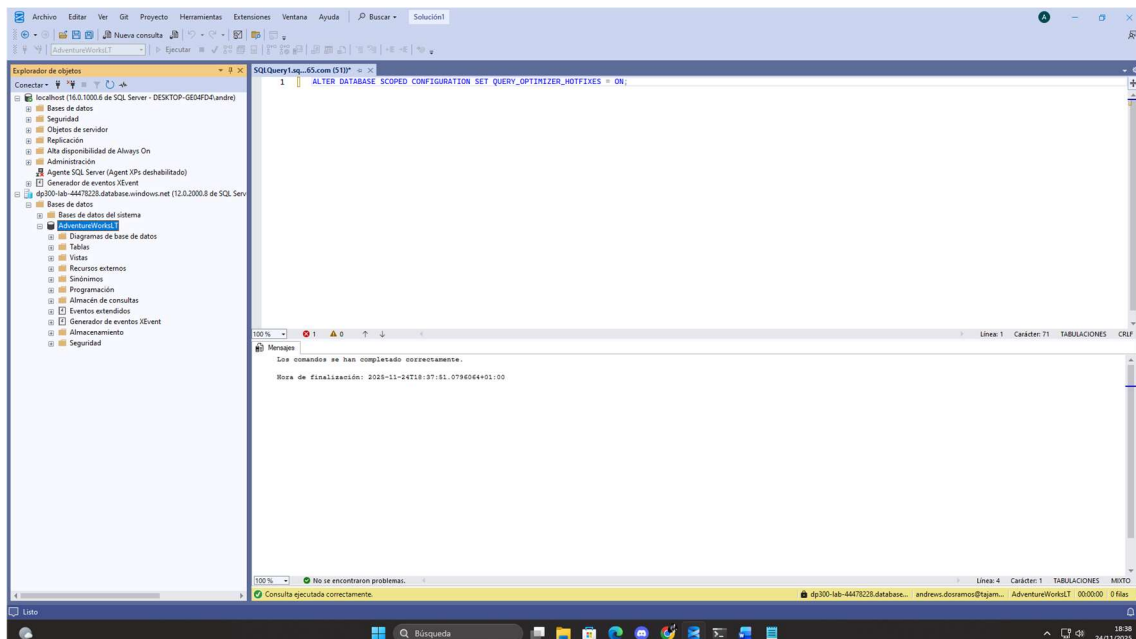 Archivo Editar Ver Git Proyecto Herramientas Extensiones Ventana Ayuda Buscar Solución1 A
Nueva consulta
AdventureWorksLT Ejecutar
Explorador de objetos
Conectar
localhost (16.0.1000.6 de SQL Server - DESKTOP-GE04FD4\andre)
Bases de datos
Seguridad
Objetos de servidor
Replicación
Alta disponibilidad de Always On
Administración
Agente SQL Server (Agent XPs deshabilitado)
Generador de eventos XEvent
dp300-lab-44478228.database.windows.net (12.0.2000.8 de SQL Serv
Bases de datos
Bases de datos del sistema
AdventureWorksLT
Diagramas de base de datos
Tablas
Vistas
Recursos externos
Sinónimos
Programación
Almacén de consultas
Eventos extendidos
Generador de eventos XEvent
Almacenamiento
Seguridad
SQLQuery1.sq...65.com (51))*
1 ALTER DATABASE SCOPED CONFIGURATION SET QUERY_OPTIMIZER_HOTFIXES = ON;
100 % 1 0 Línea: 1 Carácter: 71 TABULACIONES CRLF
Mensajes
Los comandos se han completado correctamente.
Hora de finalización: 2025-11-24T18:37:51.0796064+01:00
100 % No se encontraron problemas. Línea: 4 Carácter: 1 TABULACIONES MIXTO
Consulta ejecutada correctamente. dp300-lab-44478228.database... andrews.dosramos@tajam... AdventureWorksLT 00:00:00 0 filas
Listo
Búsqueda
18:38